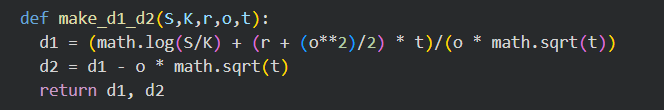 def make_d1_d2(S,K,r,o,t):
  d1 = (math.log(S/K) + (r + (o**2)/2) * t)/(o * math.sqrt(t))
  d2 = d1 - o * math.sqrt(t)
  return d1, d2